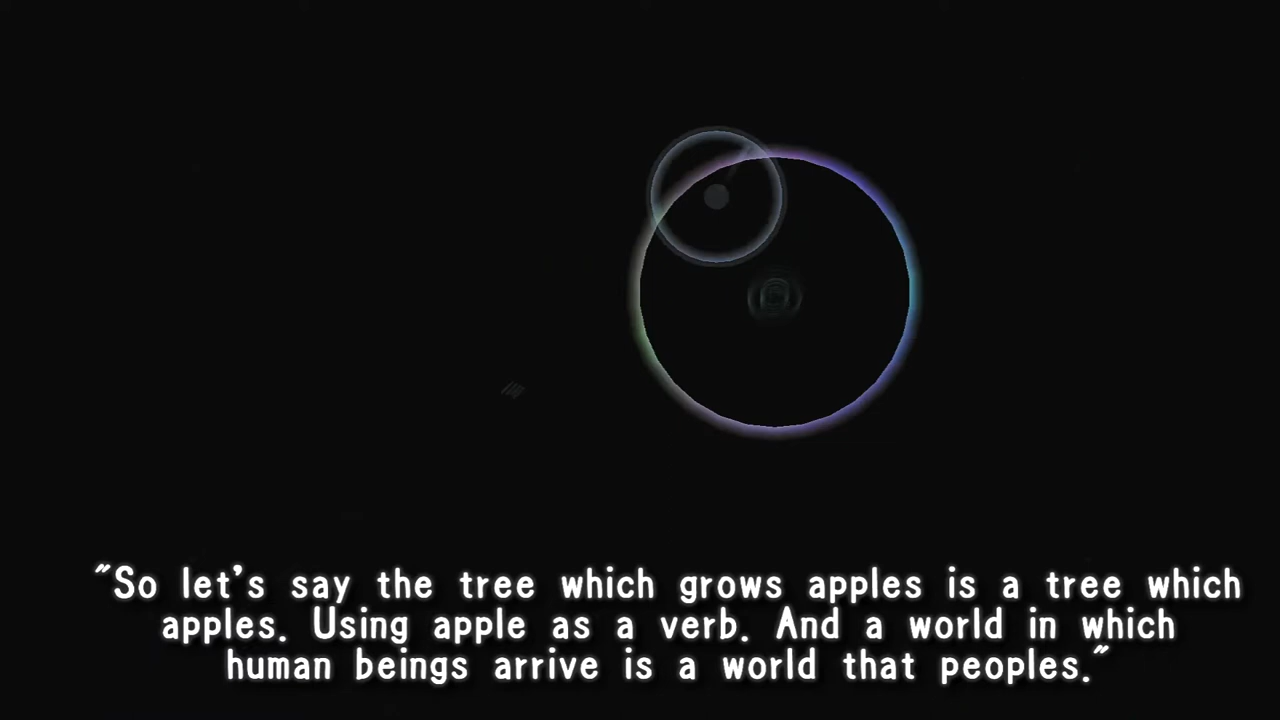 "So let's say the tree which grows apples is a tree which
apples. Using apple as a verb. And a world in which
human beings arrive is a world that peoples."